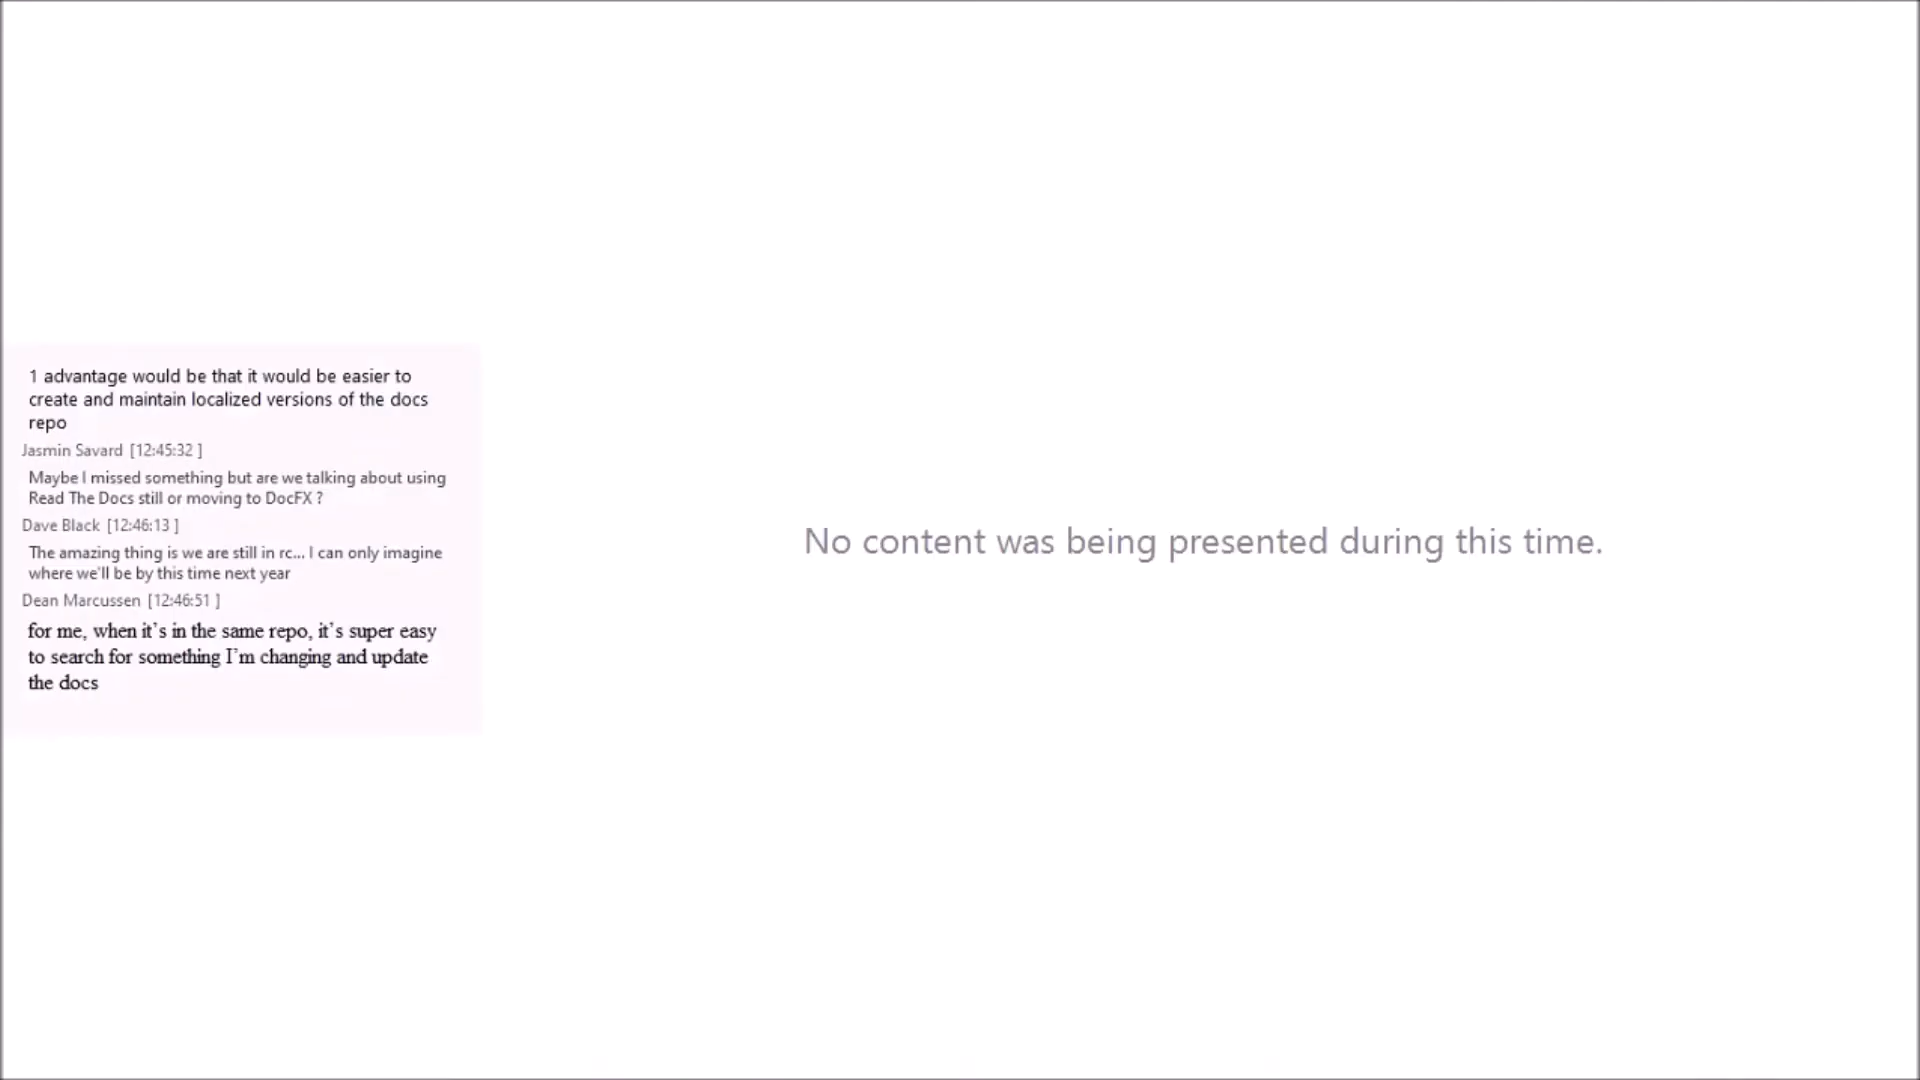 1 advantage would be that it would be easier to
create and maintain localized versions of the docs
repo
Jasmin Savard [12:45:32 ]
Maybe I missed something but are we talking about using
Read The Docs still or moving to DocFX ?
Dave Black [12:46:13 ]
The amazing thing is we are still in rc... I can only imagine
where we'll be by this time next year
Dean Marcussen [12:46:51 ]
for me, when it’s in the same repo, it’s super easy
to search for something I’m changing and update
the docs
No content was being presented during this time.